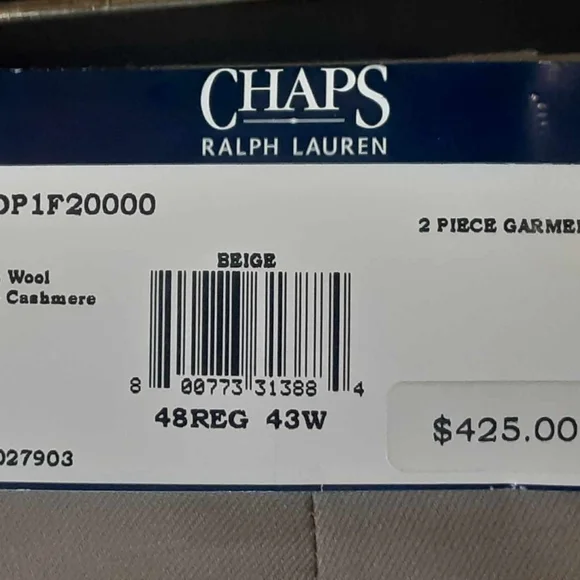 CHAPS
RALPH LAUREN
DP1F20000
2 PIECE GARME
BEIGE
Wool
Cashmere
8 00773 31388 4
48REG 43W
$425.00
027903